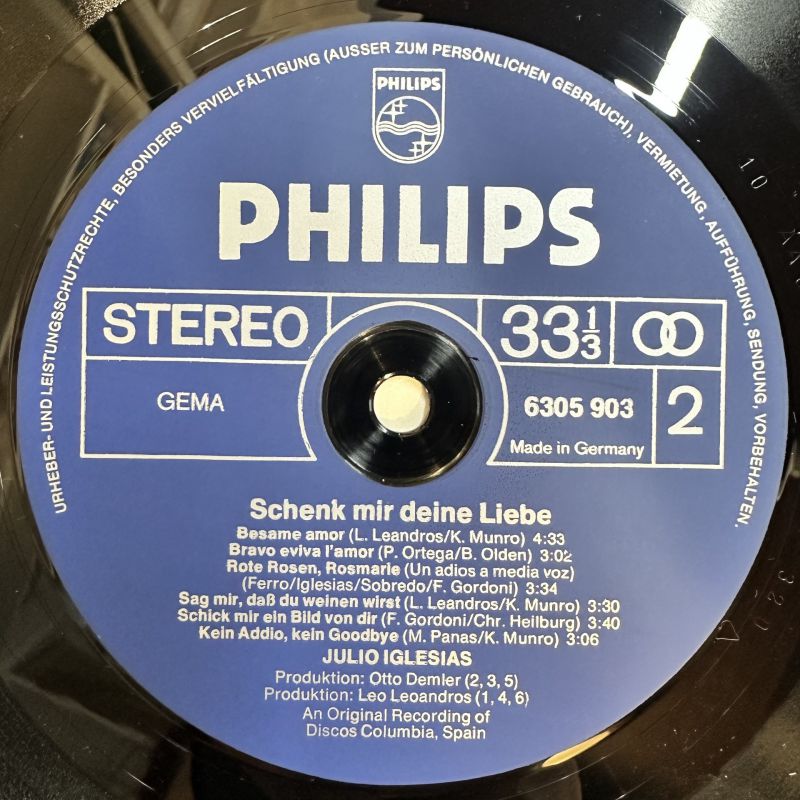 URHEBER- UND LEISTUNGSSCHUTZRECHTE, BESONDERS VERVIELFÄLTIGUNG (AUSSER ZUM PERSÖNLICHEN GEBRAUCH), VERMIETUNG, AUFFÜHRUNG, SENDUNG, VORBEHALTEN.
PHILIPS
PHILIPS
STEREO
33 1/3
GEMA
6305 903
2
Made in Germany
Schenk mir deine Liebe
Besame amor (L. Leandros/K. Munro) 4:33
Bravo eviva l'amor (P. Ortega/B. Olden) 3:02
Rote Rosen, Rosmarie (Un adios a media voz)
(Ferro/Iglesias/Sobredo/F. Gordoni) 3:34
Sag mir, daß du weinen wirst (L. Leandros/K. Munro) 3:30
Schick mir ein Bild von dir (F. Gordoni/Chr. Heilburg) 3:40
Kein Addio, kein Goodbye (M. Panas/K. Munro) 3:06
JULIO IGLESIAS
Produktion: Otto Demler (2, 3, 5)
Produktion: Leo Leoandros (1, 4, 6)
An Original Recording of
Discos Columbia, Spain
10
320